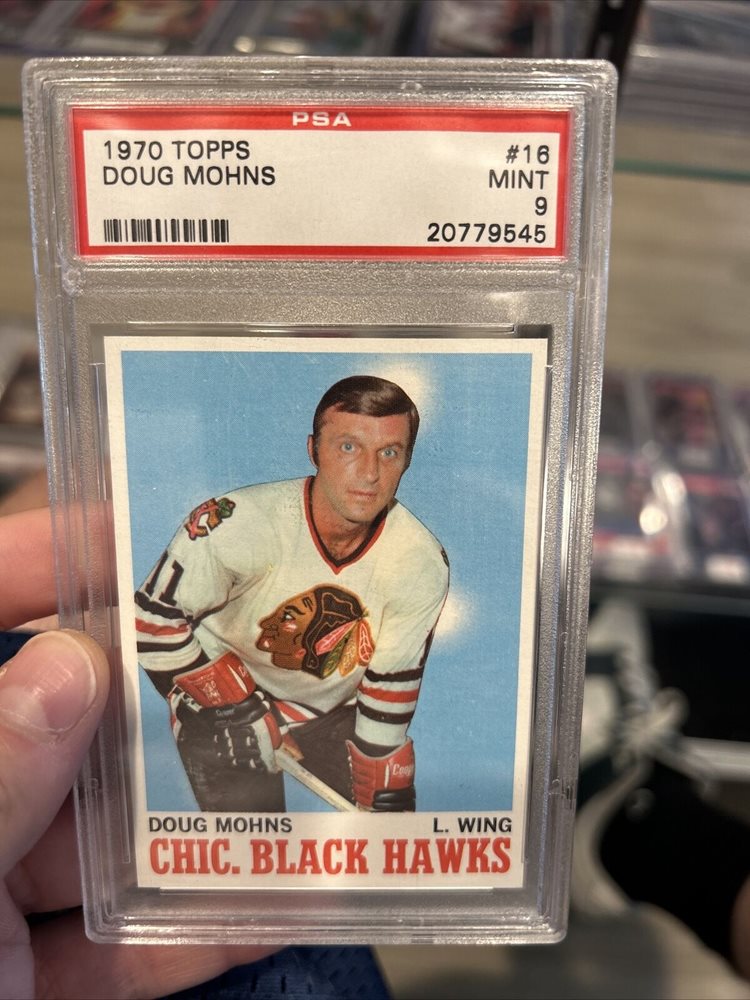 PSA
1970 TOPPS #16
DOUG MOHNS MINT
9
20779545
11
DOUG MOHNS L. WING
CHIC. BLACK HAWKS